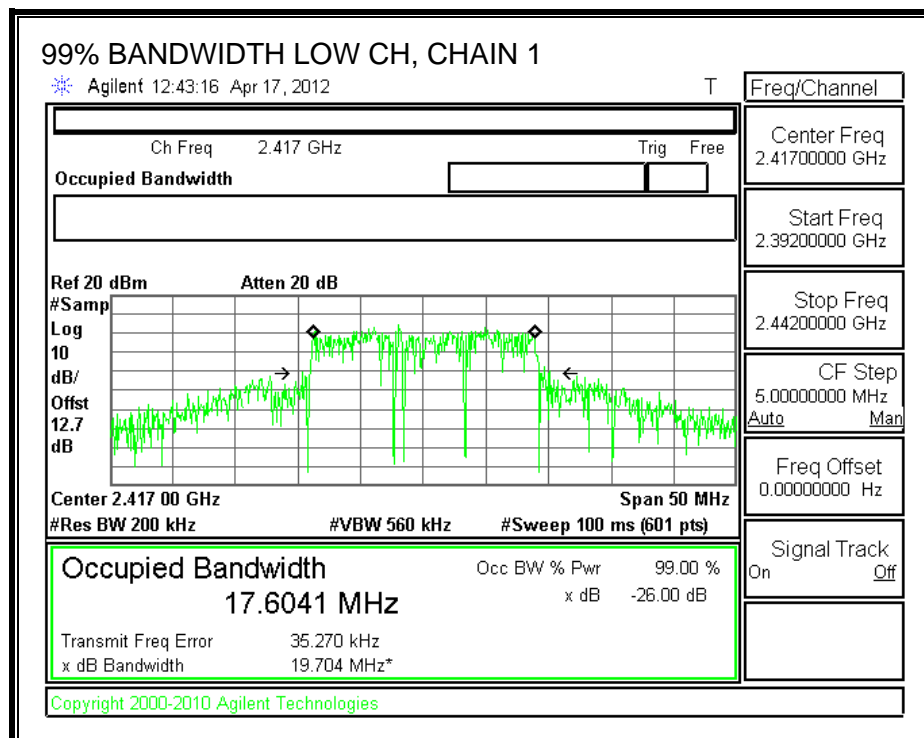 99% BANDWIDTH LOW CH, CHAIN 1
Agilent 12:43:16 Apr 17, 2012 T
Ch Freq 2.417 GHz Trig Free
Occupied Bandwidth
Ref 20 dBm Atten 20 dB
#Samp
Log
10
dB/
Offst
12.7
dB
Center 2.417 00 GHz Span 50 MHz
#Res BW 200 kHz #VBW 560 kHz #Sweep 100 ms (601 pts)
Occupied Bandwidth Occ BW % Pwr 99.00 %
17.6041 MHz x dB -26.00 dB
Transmit Freq Error 35.270 kHz
x dB Bandwidth 19.704 MHz*
Copyright 2000-2010 Agilent Technologies
Freq/Channel
Center Freq
2.41700000 GHz
Start Freq
2.39200000 GHz
Stop Freq
2.44200000 GHz
CF Step
5.00000000 MHz
Auto Man
Freq Offset
0.00000000 Hz
Signal Track
On Off